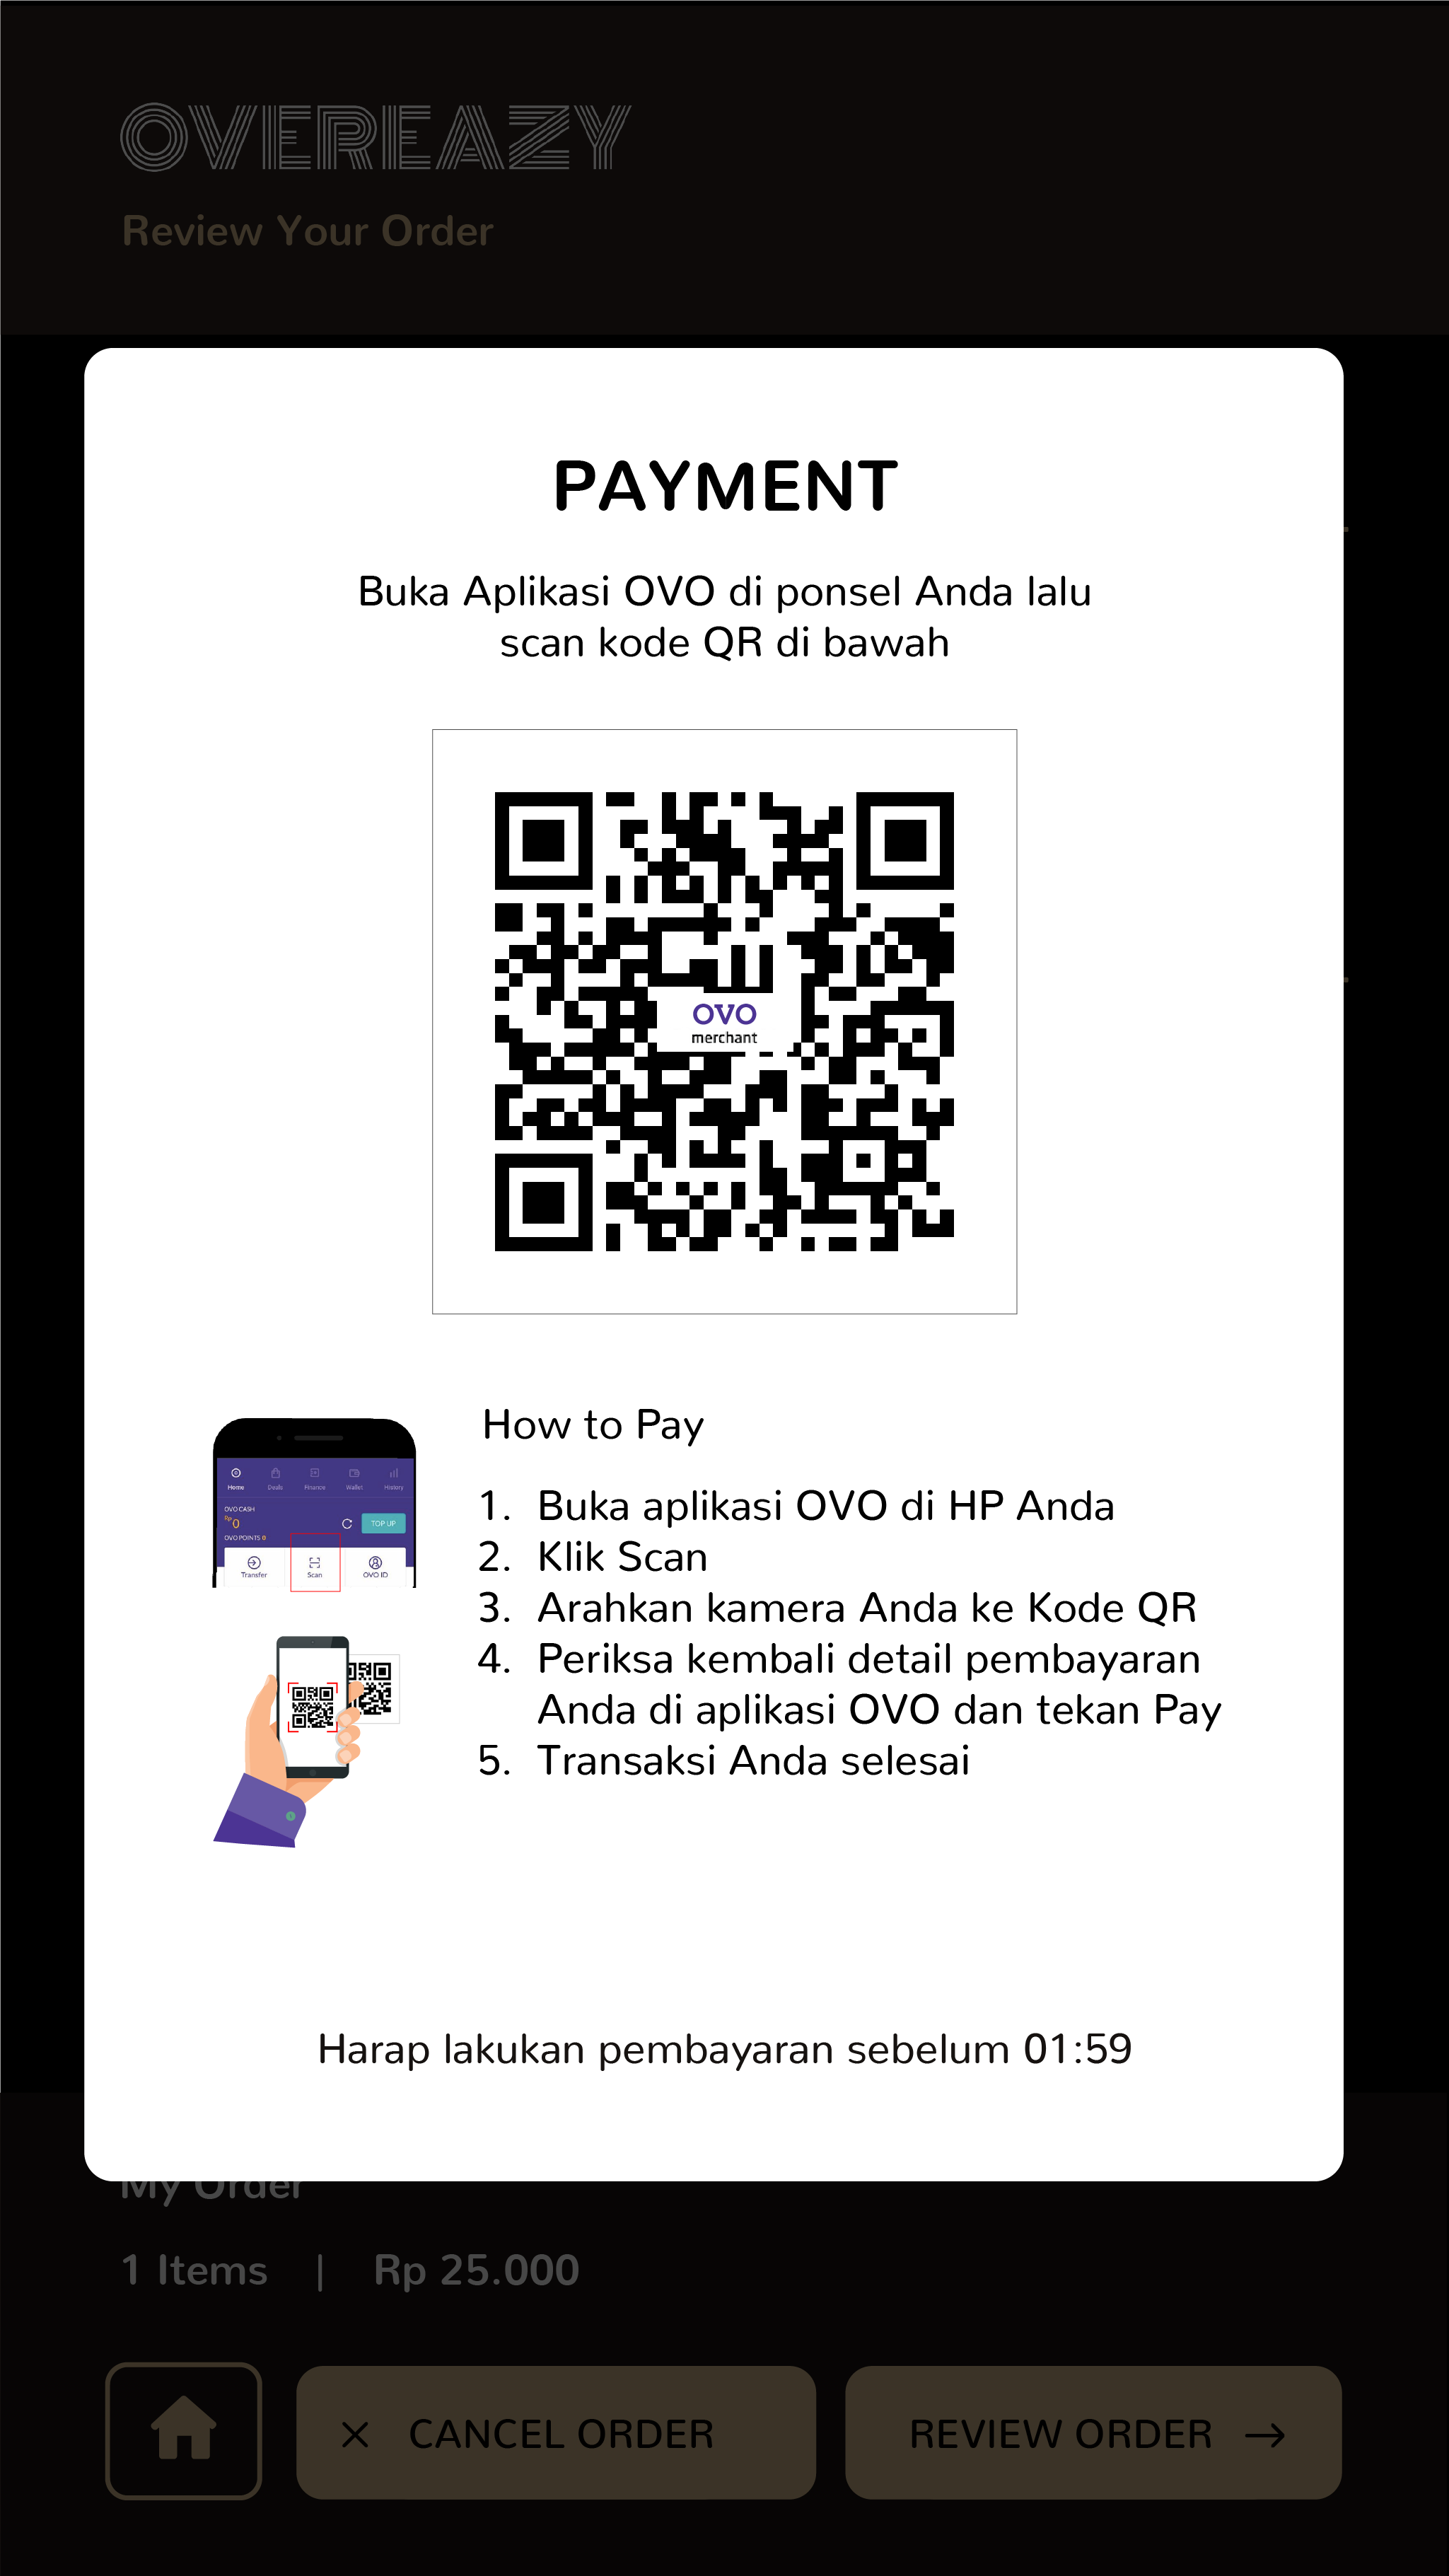 OVEREAZY
Review Your Order
PAYMENT
Buka Aplikasi OVO di ponsel Anda lalu
scan kode QR di bawah
OVO
merchant
How to Pay
1. Buka aplikasi OVO di HP Anda
2. Klik Scan
3. Arahkan kamera Anda ke Kode QR
4. Periksa kembali detail pembayaran
Anda di aplikasi OVO dan tekan Pay
5. Transaksi Anda selesai
Home Deals Finance Wallet History
OVO CASH
Rp 0
TOP UP
OVO POINTS 0
Transfer Scan OVO ID
Harap lakukan pembayaran sebelum 01:59
My Order
1 Items | Rp 25.000
CANCEL ORDER
REVIEW ORDER